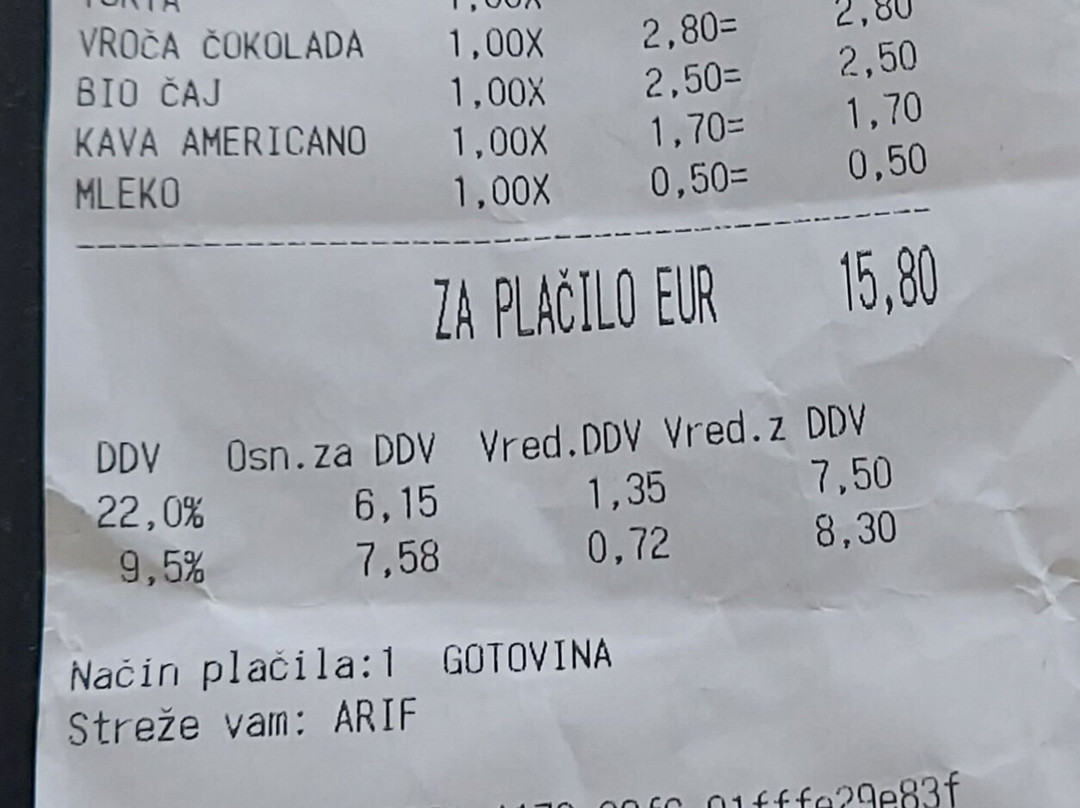 VROČA ČOKOLADA 1,00X 2,80= 2,80
BIO ČAJ 1,00X 2,50= 2,50
KAVA AMERICANO 1,00X 1,70= 1,70
MLEKO 1,00X 0,50= 0,50
ZA PLAČILO EUR 15,80
DDV Osn.za DDV Vred.DDV Vred.z DDV
22,0% 6,15 1,35 7,50
9,5% 7,58 0,72 8,30
Način plačila:1 GOTOVINA
Streže vam: ARIF